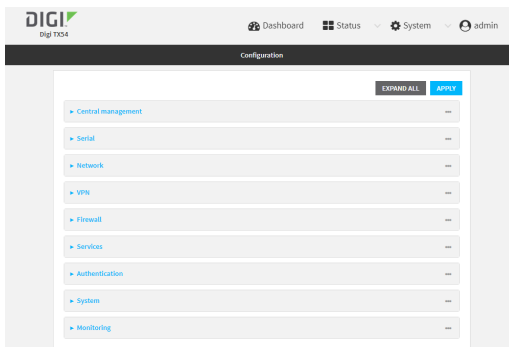 DIGI
Digi TX54
Dashboard Status System admin
Configuration
EXPAND ALL APPLY
Central management
Serial
Network
VPN
Firewall
Services
Authentication
System
Monitoring